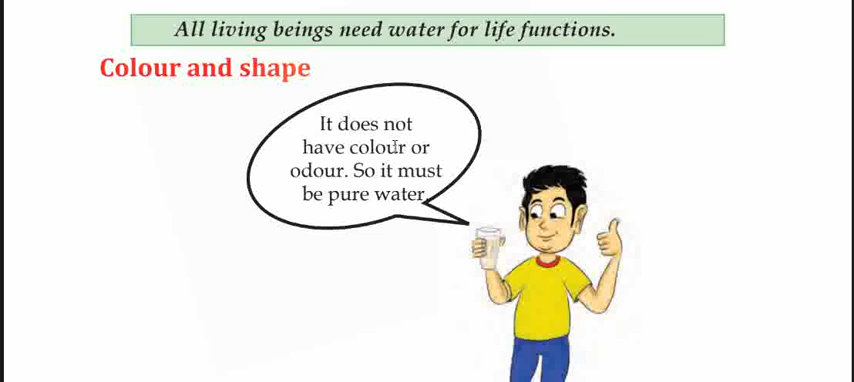 All living beings need water for life functions.
Colour and shape
It does not
have colour or
odour. So it must
be pure water